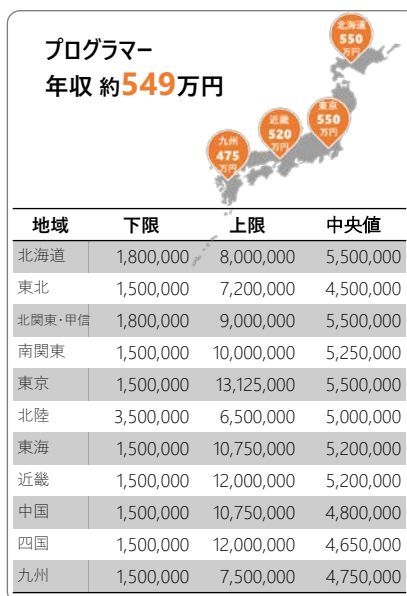 プログラマー
年収 約549万円
北海道
550
万円
東京
550
万円
近畿
520
万円
九州
475
万円
地域 下限 上限 中央値
北海道 1,800,000 8,000,000 5,500,000
東北 1,500,000 7,200,000 4,500,000
北関東・甲信 1,800,000 9,000,000 5,500,000
南関東 1,500,000 10,000,000 5,250,000
東京 1,500,000 13,125,000 5,500,000
北陸 3,500,000 6,500,000 5,000,000
東海 1,500,000 10,750,000 5,200,000
近畿 1,500,000 12,000,000 5,200,000
中国 1,500,000 10,750,000 4,800,000
四国 1,500,000 12,000,000 4,650,000
九州 1,500,000 7,500,000 4,750,000